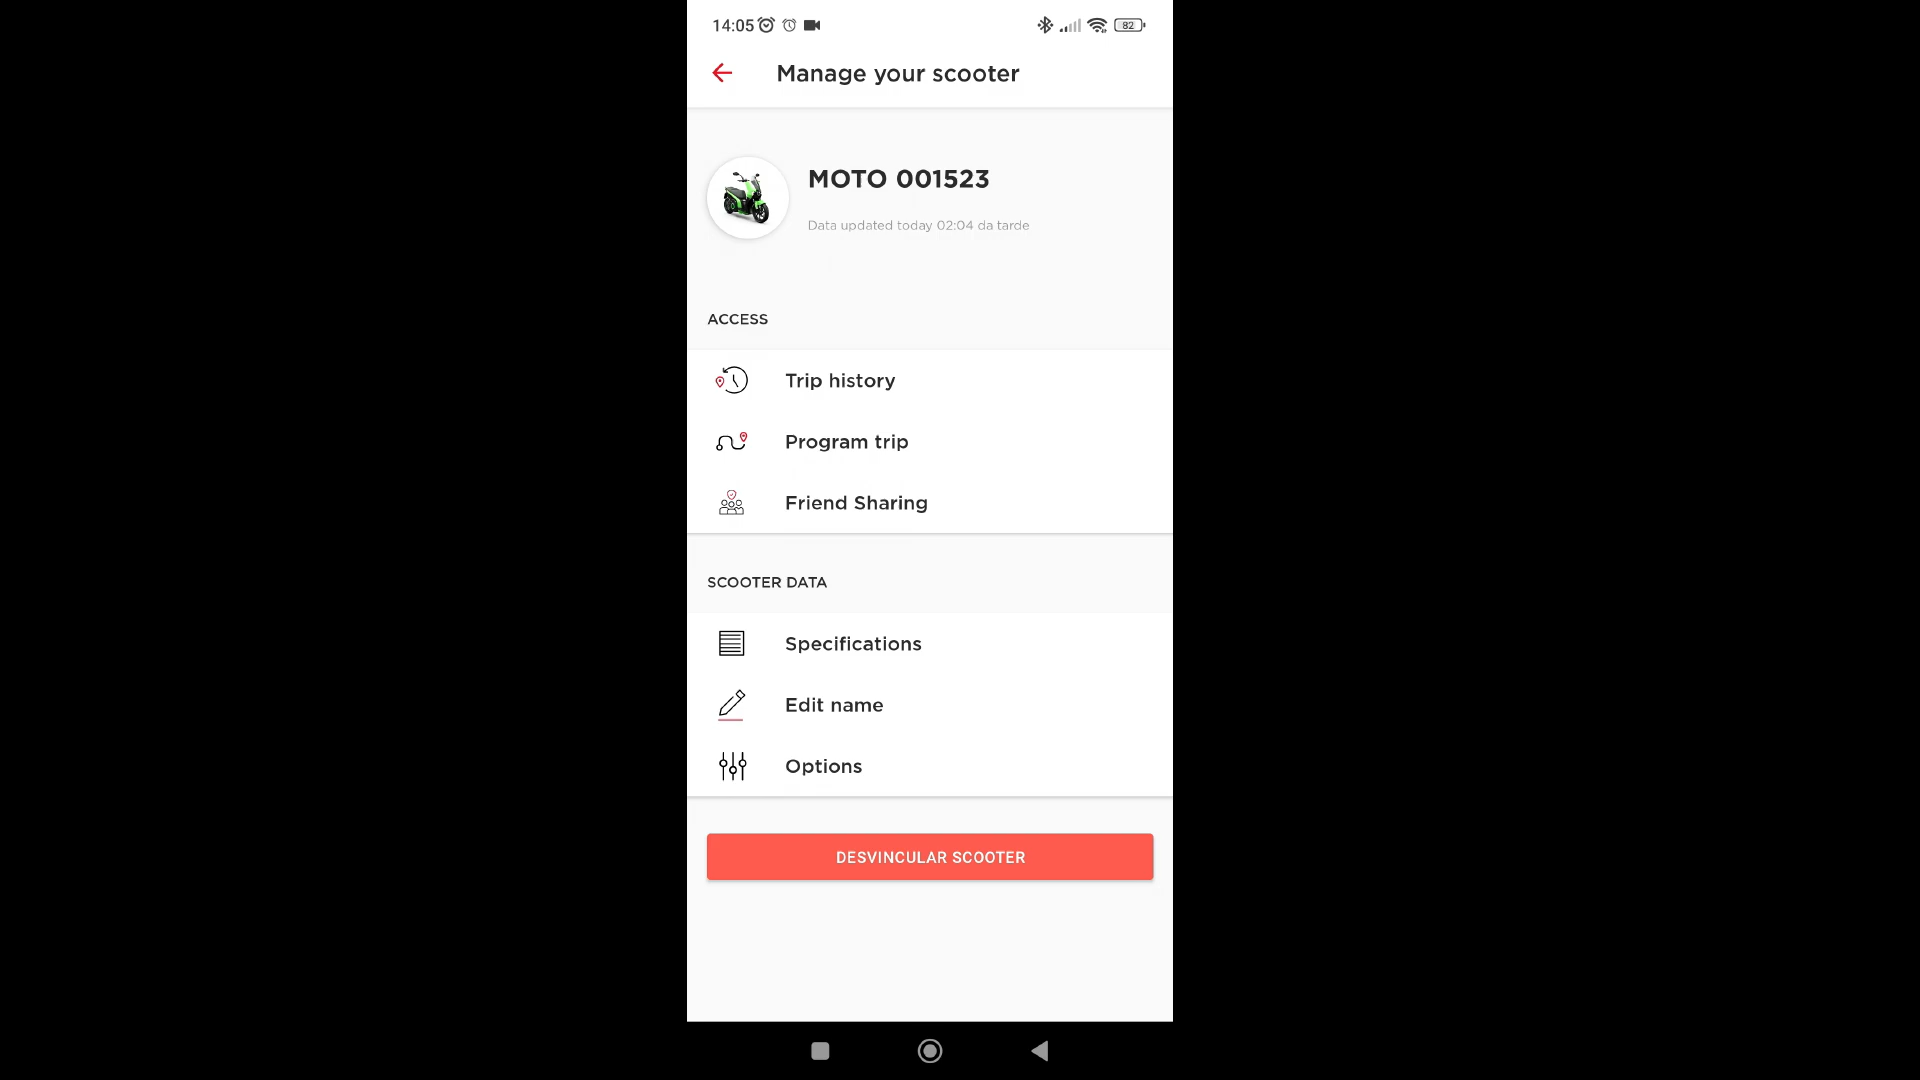 14:05 82
Manage your scooter
MOTO 001523
Data updated today 02:04 da tarde
ACCESS
Trip history
Program trip
Friend Sharing
SCOOTER DATA
Specifications
Edit name
Options
DESVINCULAR SCOOTER